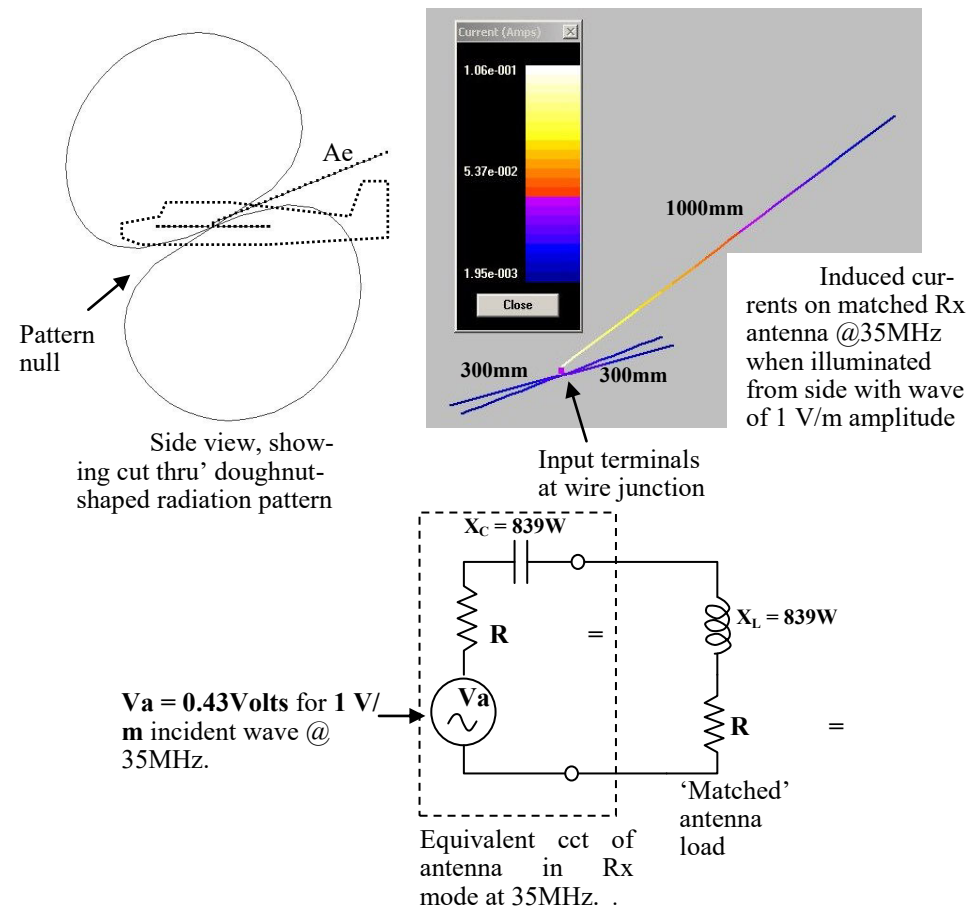 Ae
Pattern
null
Side view, show-
ing cut thru’ doughnut-
shaped radiation pattern
Current (Amps)
1.06e-001
5.37e-002
1.95e-003
Close
1000mm
300mm
300mm
Induced cur-
rents on matched Rx
antenna @35MHz
when illuminated
from side with wave
of 1 V/m amplitude
Input terminals
at wire junction
X_C = 839W
R =
X_L = 839W
Va = 0.43Volts for 1 V/
m incident wave @
35MHz.
Va
R =
‘Matched’
antenna
load
Equivalent cct of
antenna in Rx
mode at 35MHz. .